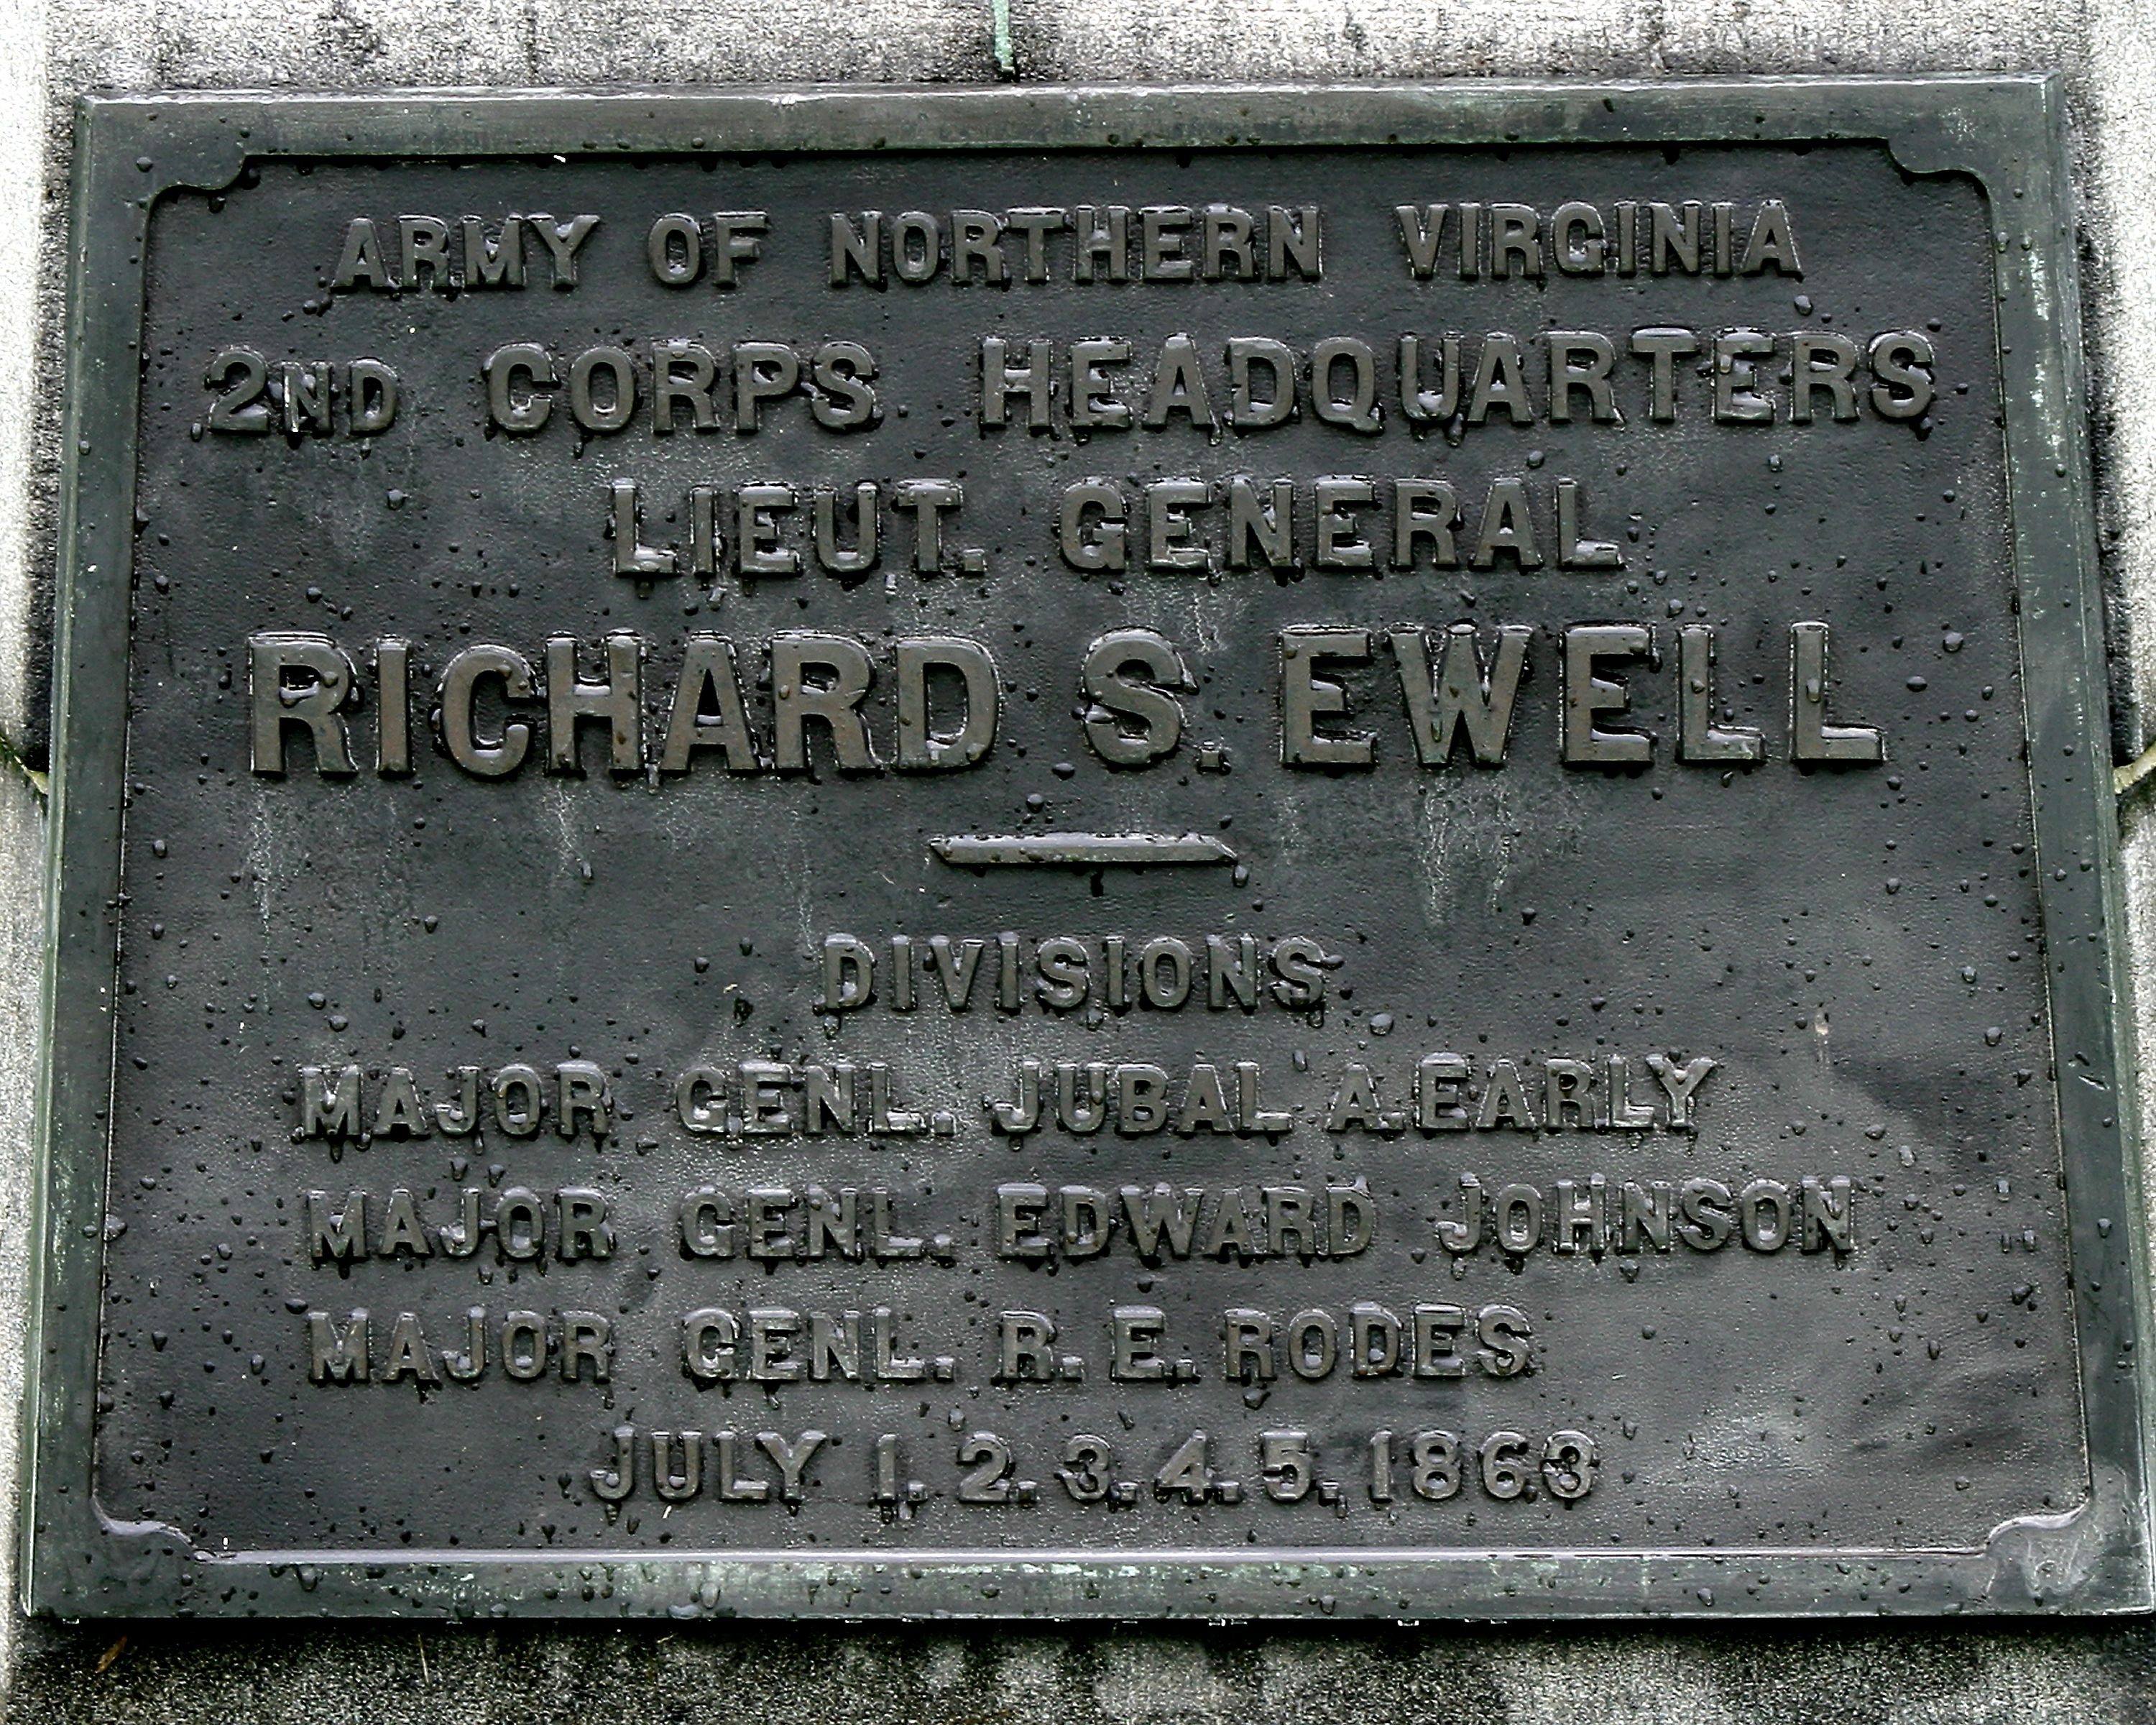 ARMY OF NORTHERN VIRGINIA
2ND CORPS HEADQUARTERS
LIEUT. GENERAL
RICHARD S. EWELL
DIVISIONS
MAJOR GENL. JUBAL A. EARLY
MAJOR GENL. EDWARD JOHNSON
MAJOR GENL. R. E. RODES
JULY 1. 2. 3. 4. 5. 1863